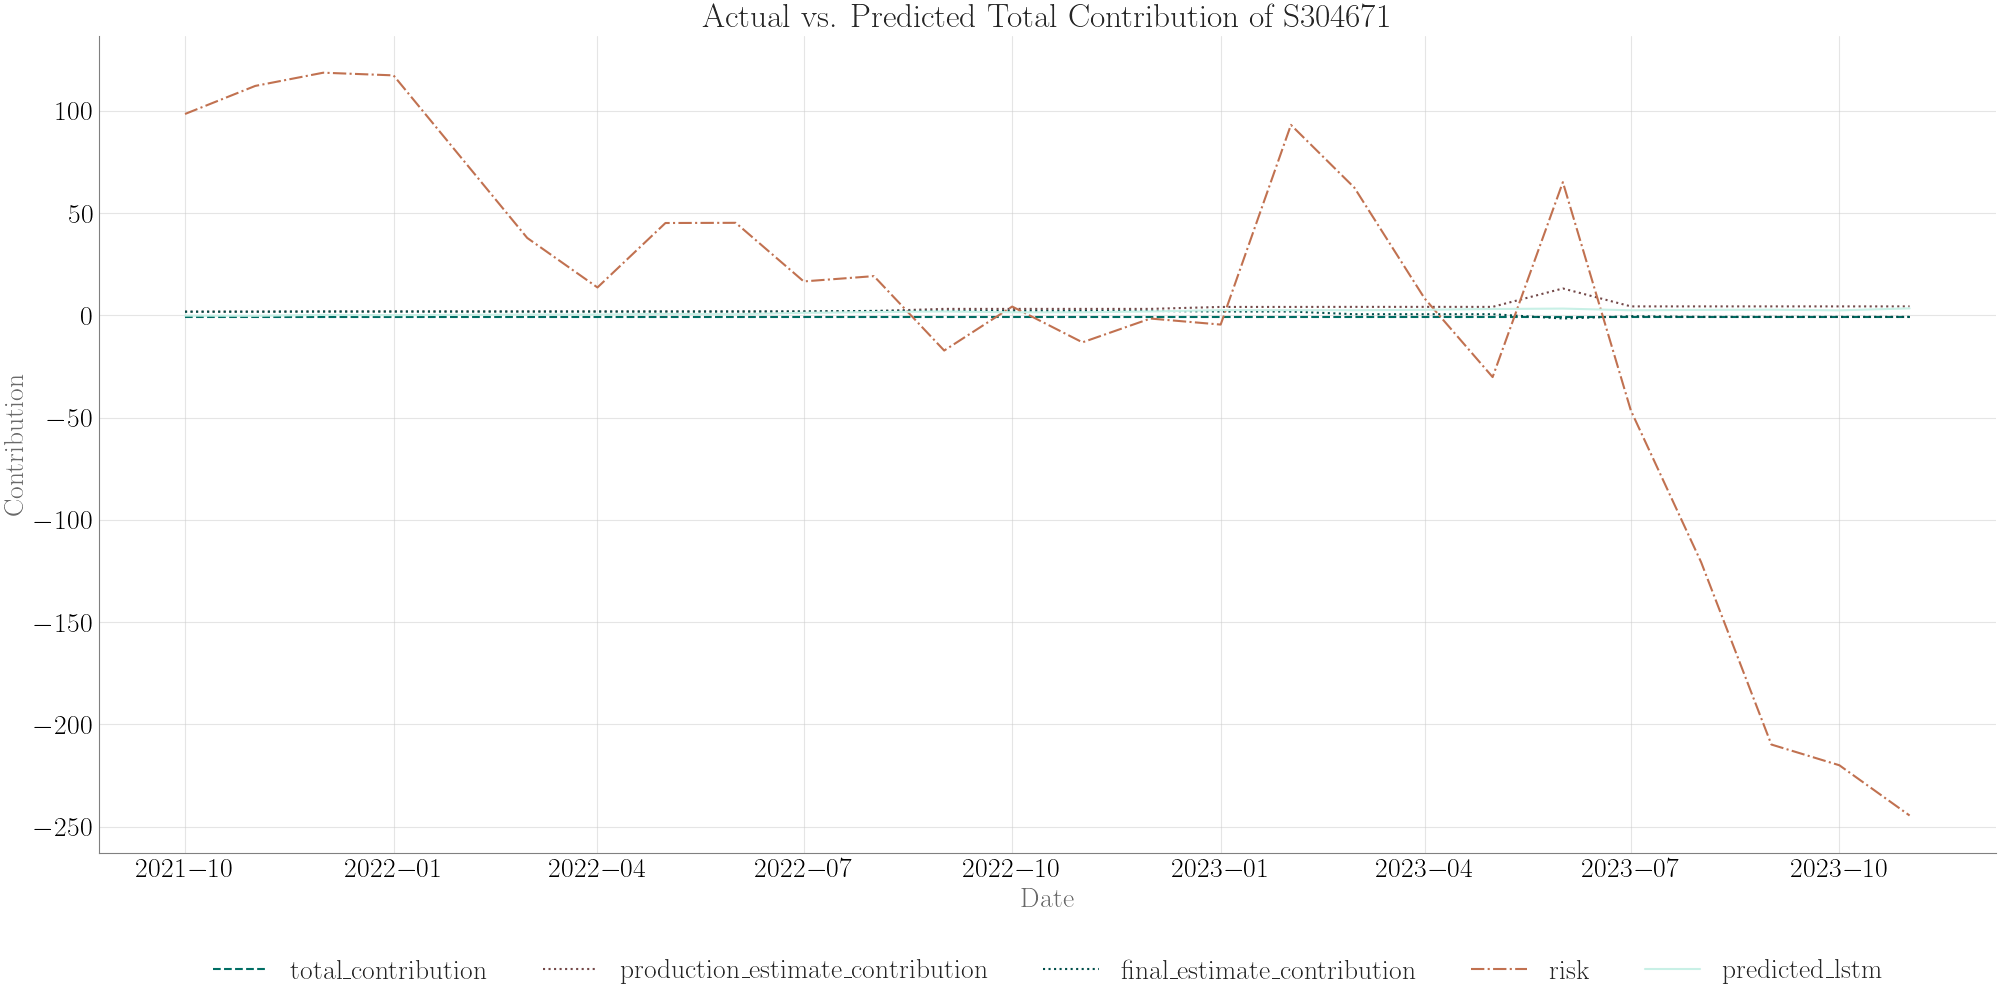 Actual vs. Predicted Total Contribution of S304671
100
50
0
−50
−100
−150
−200
−250
Contribution
2021−10 2022−01 2022−04 2022−07 2022−10 2023−01 2023−04 2023−07 2023−10
Date
total_contribution production_estimate_contribution final_estimate_contribution risk predicted_lstm